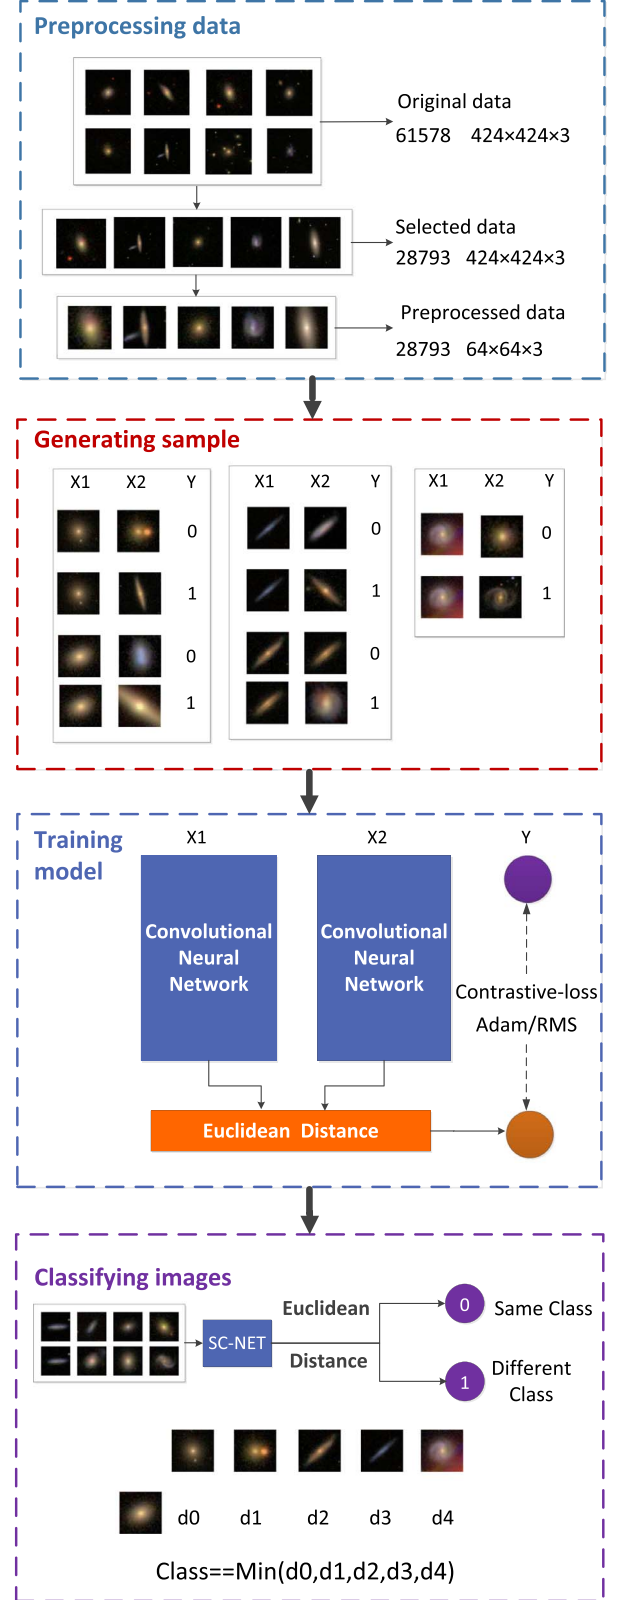 Preprocessing data
Original data
61578 424×424×3
Selected data
28793 424×424×3
Preprocessed data
28793 64×64×3
Generating sample
X1 X2 Y
0
1
0
1
X1 X2 Y
0
1
0
1
X1 X2 Y
0
1
Training
model
X1 X2 Y
Convolutional
Neural
Network
Convolutional
Neural
Network
Contrastive-loss
Adam/RMS
Euclidean Distance
Classifying images
SC-NET
Euclidean
Distance
0 Same Class
1 Different
Class
d0 d1 d2 d3 d4
Class==Min(d0,d1,d2,d3,d4)